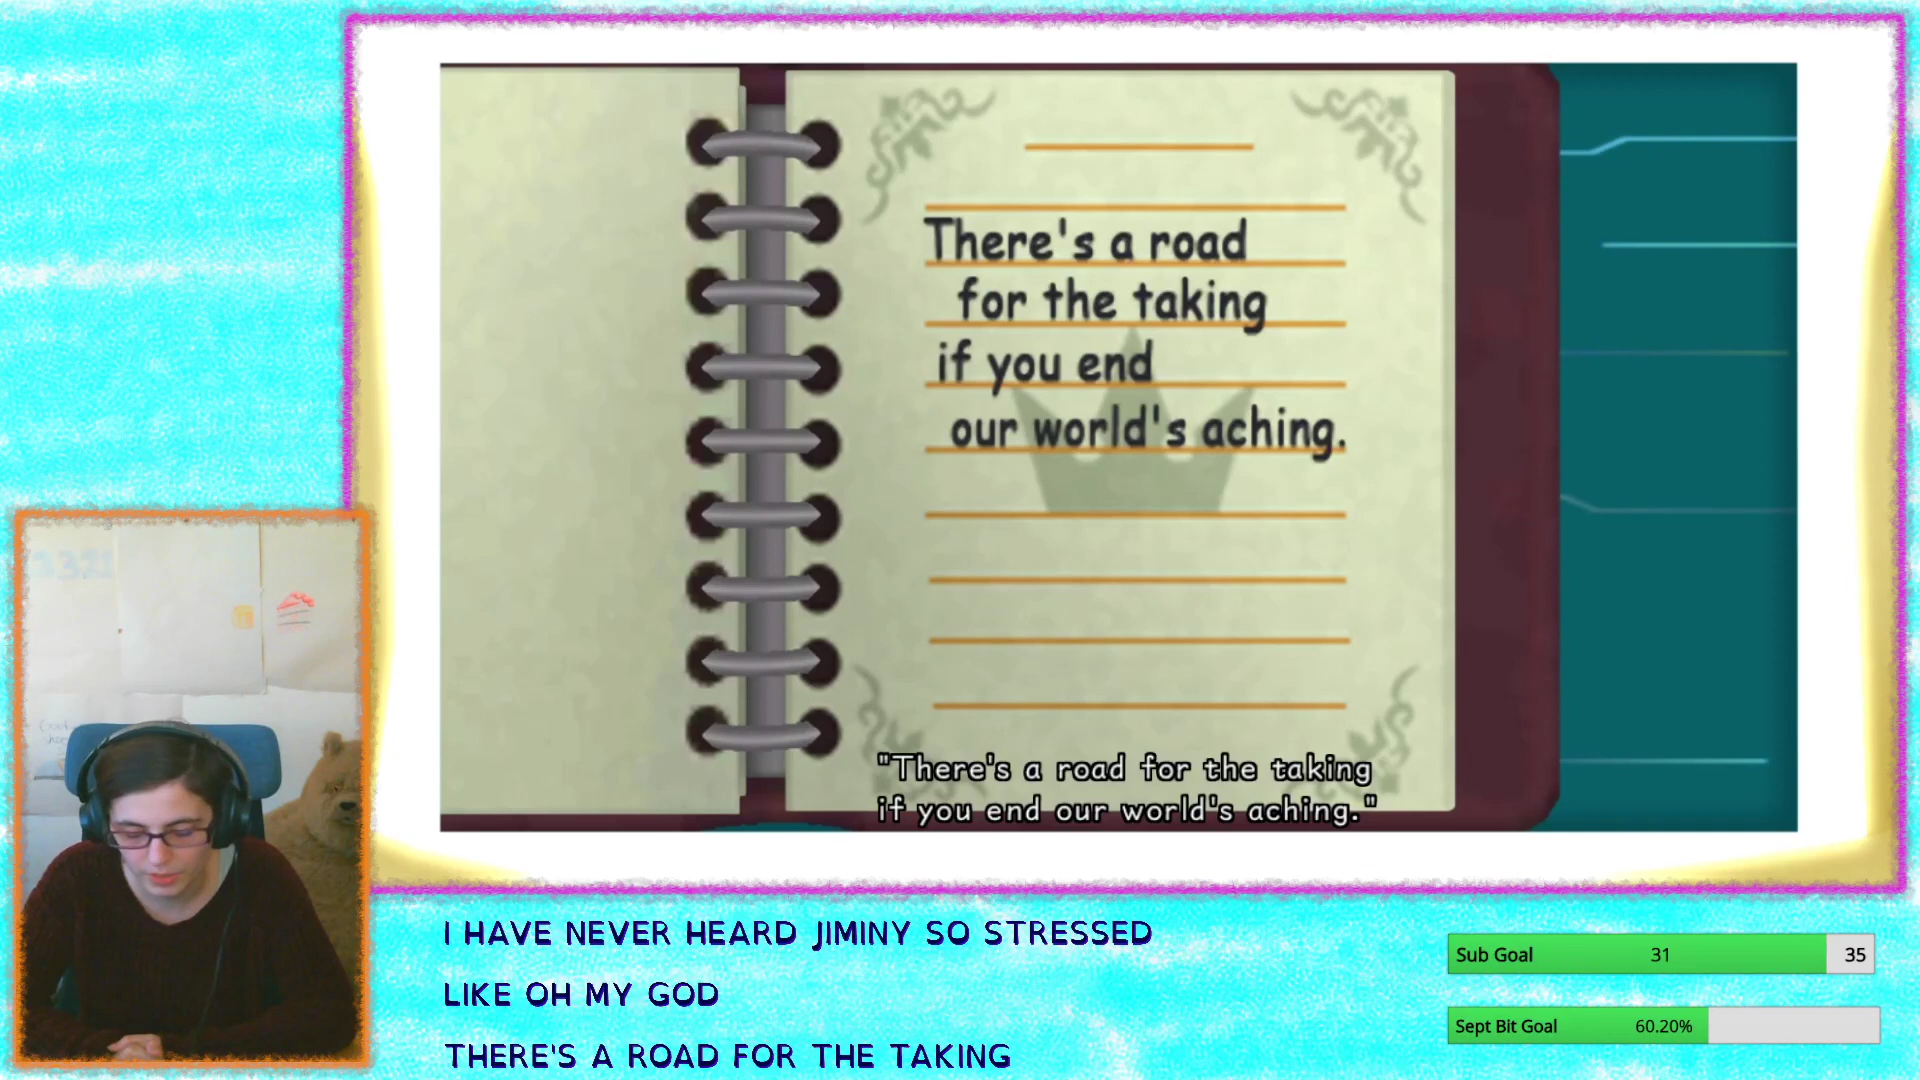 There's a road
for the taking
if you end
our world's aching.
"There's a road for the taking
if you end our world's aching."
I HAVE NEVER HEARD JIMINY SO STRESSED
LIKE OH MY GOD
THERE'S A ROAD FOR THE TAKING
Sub Goal 31 35
Sept Bit Goal 60.20%